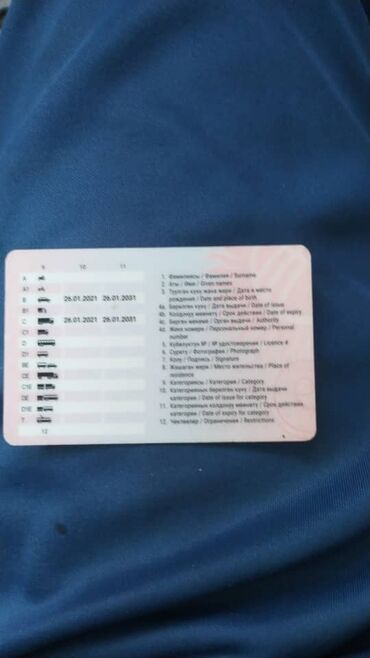 9 10 11
A
A1
B 26.01.2021 26.01.2031
B1
C 26.01.2021 26.01.2031
C1
D
D1
BE
CE
C1E
DE
D1E
T
12
1. Фамилиясы / Фамилия / Surname
2. Аты / Имя / Given names
3. Туулган күнү жана жери / Дата и место
рождения / Date and place of birth
4a. Берилген күнү / Дата выдачи / Date of issue
4b. Колдонуу мөөнөтү / Срок действия / Date of expiry
4c. Берген мекеме / Орган выдачи / Authority
4d. Жеке номери / Персональный номер / Personal
number
5. Күбөлүктүн № / № удостоверения / Licence #
6. Сүрөтү / Фотография / Photograph
7. Колу / Подпись / Signature
8. Жашаган жери / Место жительства / Place of
residence
9. Категориясы / Категория / Category
10. Категориянын берилген күнү / Дата выдачи
категории / Date of issue for category
11. Категорияны колдонуу мөөнөтү / Срок действия
категории / Date of expiry for category
12. Чектөөлөр / Ограничения / Restrictions